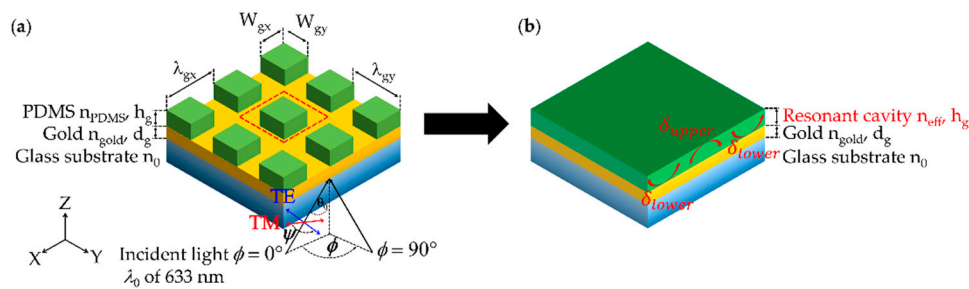 (a)
W_gx
W_gy
λ_gx
λ_gy
PDMS n_PDMS, h_g
Gold n_gold, d_g
Glass substrate n_0
TE
TM
θ
ψ
Z
X
Y
Incident light ϕ = 0°
λ_0 of 633 nm
ϕ
ϕ = 90°
(b)
δ_upper
δ_lower
δ_lower
Resonant cavity n_eff, h_g
Gold n_gold, d_g
Glass substrate n_0